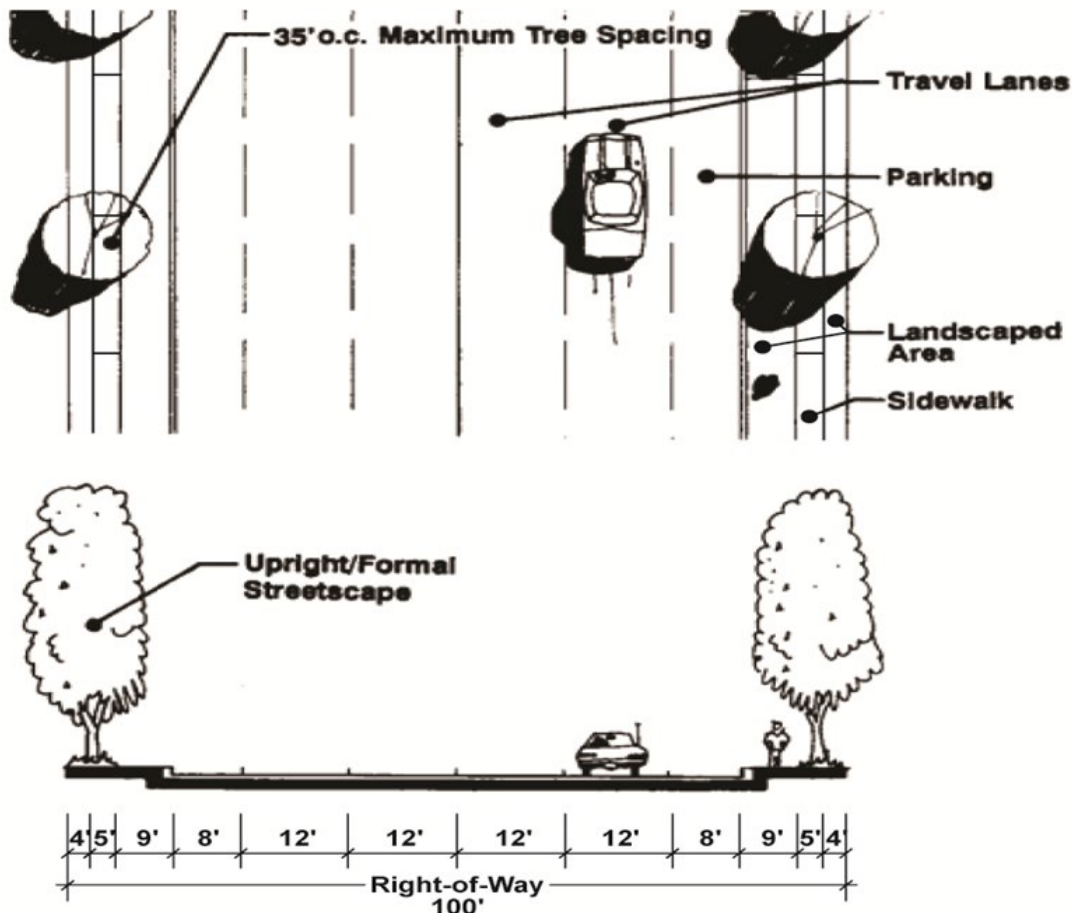 35' o.c. Maximum Tree Spacing
Travel Lanes
Parking
Landscaped
Area
Sidewalk
Upright/Formal
Streetscape
4' 5' 9' 8' 12' 12' 12' 12' 8' 9' 5' 4'
Right-of-Way
100'